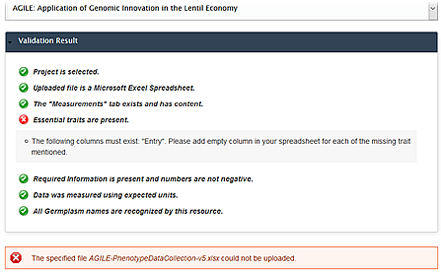 AGILE: Application of Genomic Innovation in the Lentil Economy
Validation Result
Project is selected.
Uploaded file is a Microsoft Excel Spreadsheet.
The "Measurements" tab exists and has content.
Essential traits are present.
The following columns must exist: "Entry". Please add empty column in your spreadsheet for each of the missing trait
mentioned.
Required Information is present and numbers are not negative.
Data was measured using expected units.
All Germplasm names are recognized by this resource.
The specified file AGILE-PhenotypeDataCollection-v5.xlsx could not be uploaded.